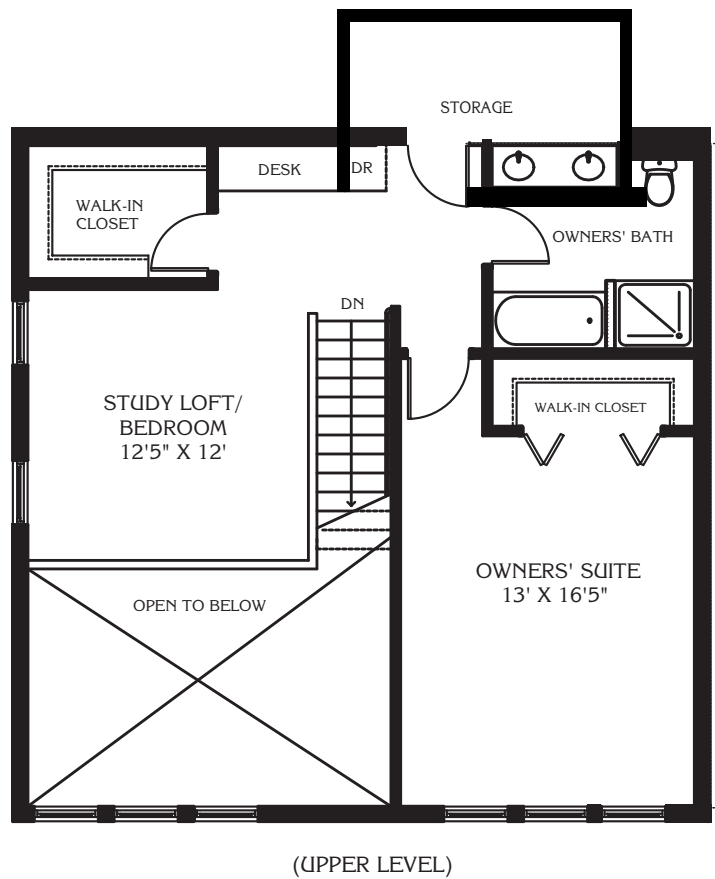 STORAGE
DESK
DR
WALK-IN
CLOSET
OWNERS' BATH
DN
STUDY LOFT/
BEDROOM
12'5" X 12'
WALK-IN CLOSET
OWNERS' SUITE
13' X 16'5"
OPEN TO BELOW
(UPPER LEVEL)